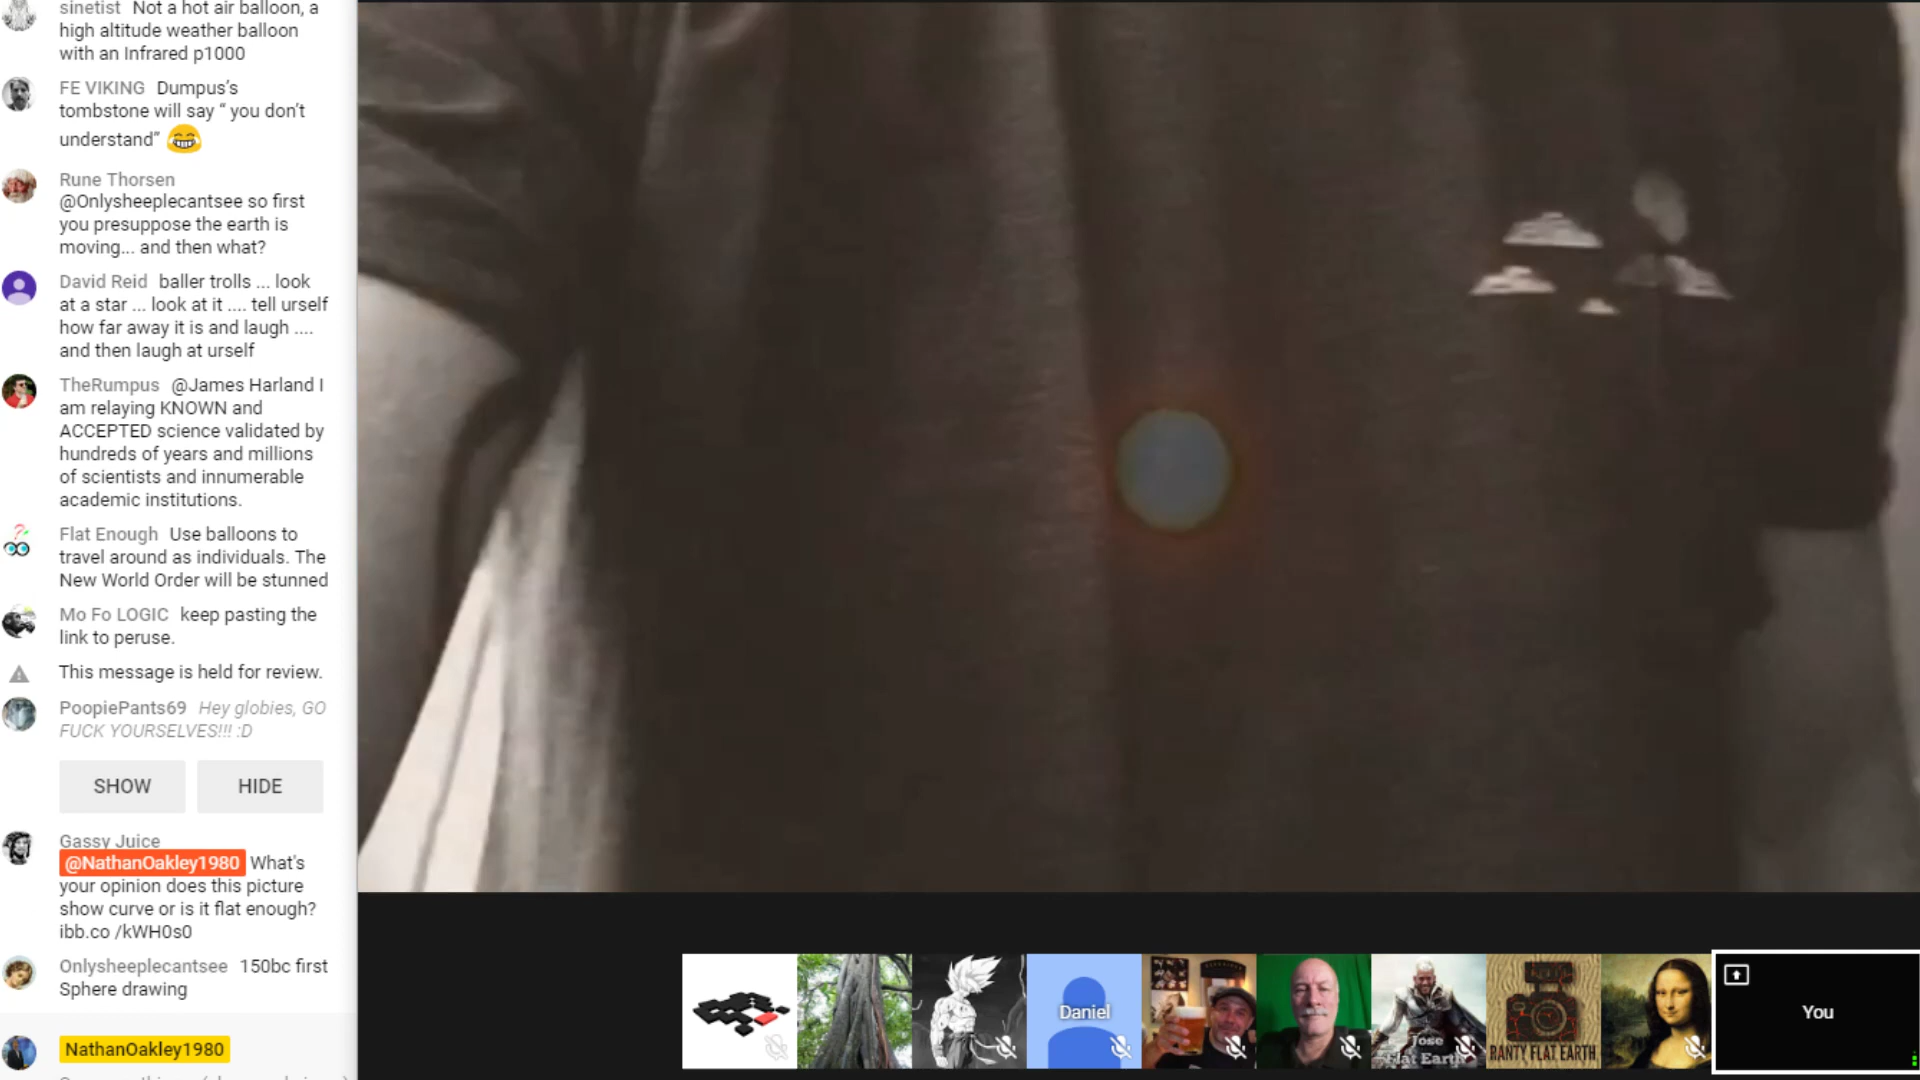 sinetist Not a hot air balloon, a
high altitude weather balloon
with an Infrared p1000
FE VIKING Dumpus’s
tombstone will say “ you don’t
understand”
Rune Thorsen
@Onlysheeplecantsee so first
you presuppose the earth is
moving... and then what?
David Reid baller trolls ... look
at a star ... look at it .... tell urself
how far away it is and laugh ....
and then laugh at urself
TheRumpus @James Harland I
am relaying KNOWN and
ACCEPTED science validated by
hundreds of years and millions
of scientists and innumerable
academic institutions.
Flat Enough Use balloons to
travel around as individuals. The
New World Order will be stunned
Mo Fo LOGIC keep pasting the
link to peruse.
This message is held for review.
PoopiePants69 Hey globies, GO
FUCK YOURSELVES!!! :D
SHOW HIDE
Gassy Juice
@NathanOakley1980 What's
your opinion does this picture
show curve or is it flat enough?
ibb.co /kWH0s0
Onlysheeplecantsee 150bc first
Sphere drawing
NathanOakley1980
Daniel
Jose
Flat Earth
RANTY FLAT EARTH
You